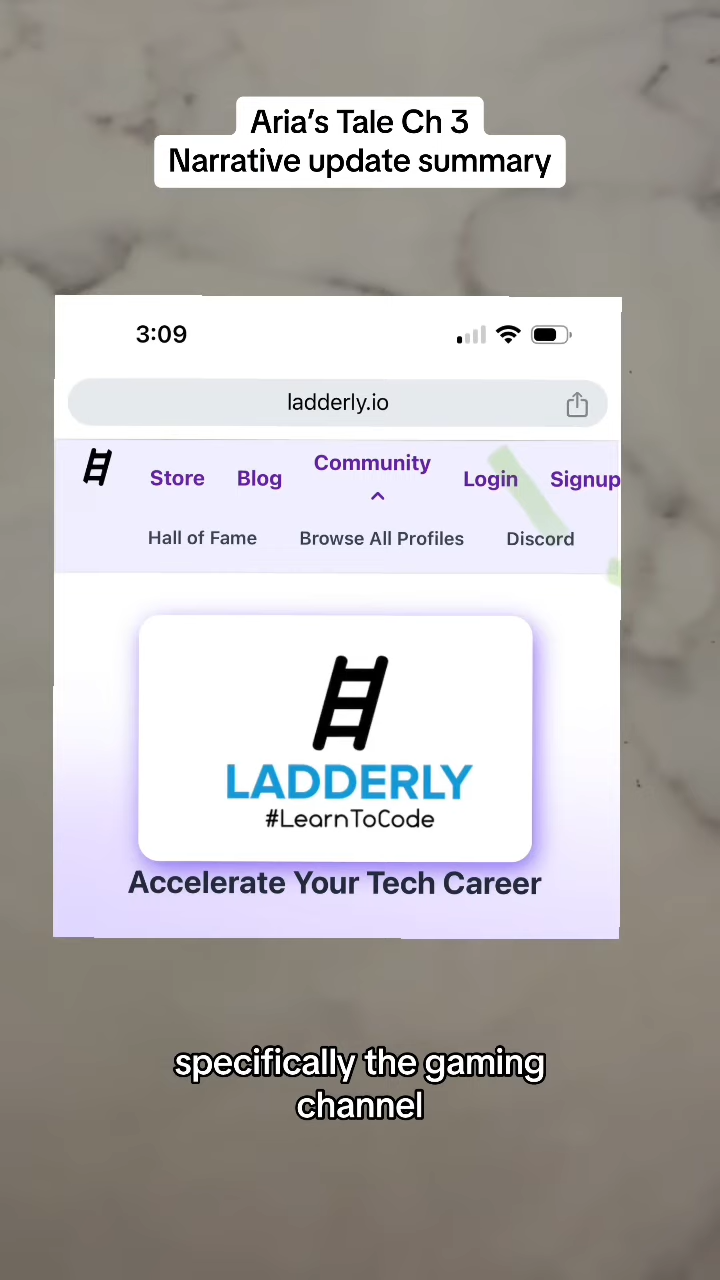 Aria’s Tale Ch 3
Narrative update summary
3:09
ladderly.io
Store Blog Community Login Signup
Hall of Fame Browse All Profiles Discord
LADDERLY
#LearnToCode
Accelerate Your Tech Career
specifically the gaming
channel